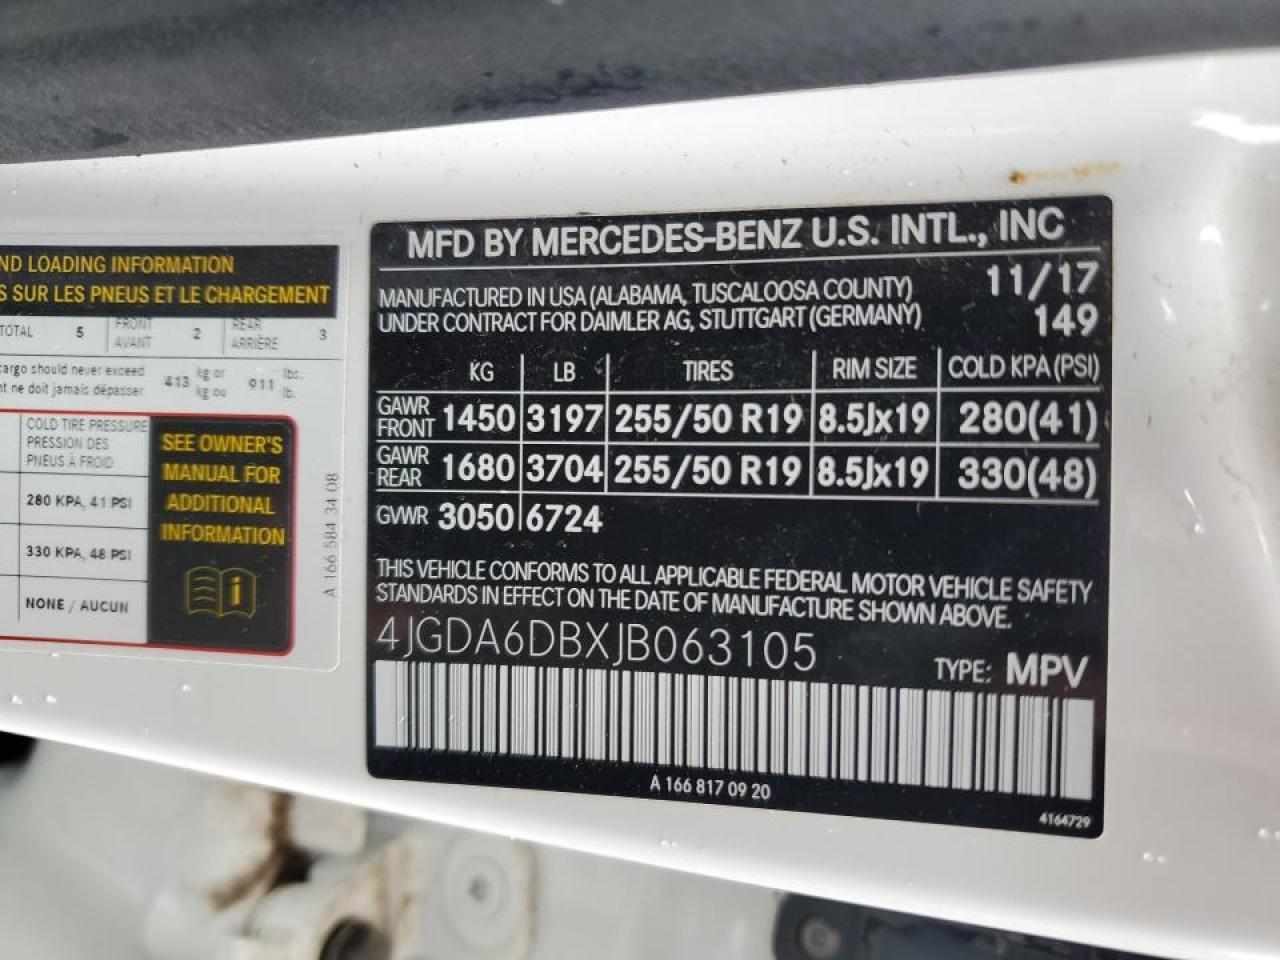 ND LOADING INFORMATION
S SUR LES PNEUS ET LE CHARGEMENT
TOTAL 5 FRONT AVANT 2 REAR ARRIÈRE 3
cargo should never exceed 413 kg or 911 lbs.
nt ne doit jamais dépasser kg ou lb.
COLD TIRE PRESSURE
PRESSION DES
PNEUS À FROID
280 KPA, 41 PSI
330 KPA, 48 PSI
NONE / AUCUN
SEE OWNER'S
MANUAL FOR
ADDITIONAL
INFORMATION
A 166 584 34 08
MFD BY MERCEDES-BENZ U.S. INTL., INC
MANUFACTURED IN USA (ALABAMA, TUSCALOOSA COUNTY) 11/17
UNDER CONTRACT FOR DAIMLER AG, STUTTGART (GERMANY) 149
KG LB TIRES RIM SIZE COLD KPA (PSI)
GAWR FRONT 1450 3197 255/50 R19 8.5Jx19 280(41)
GAWR REAR 1680 3704 255/50 R19 8.5Jx19 330(48)
GVWR 3050 6724
THIS VEHICLE CONFORMS TO ALL APPLICABLE FEDERAL MOTOR VEHICLE SAFETY
STANDARDS IN EFFECT ON THE DATE OF MANUFACTURE SHOWN ABOVE.
4JGDA6DBXJB063105
TYPE: MPV
A 166 817 09 20
4164729